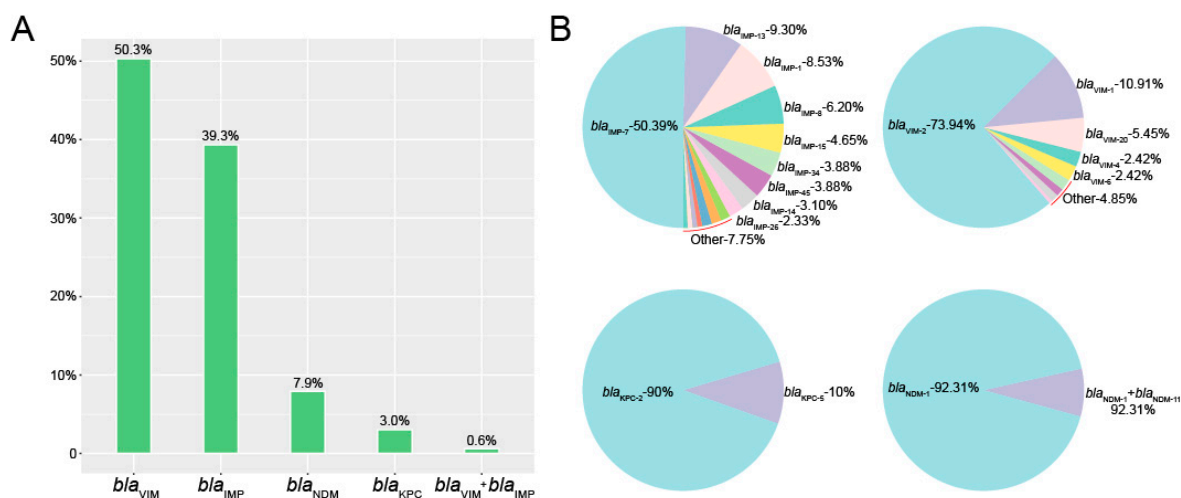 A
50.3%
50%
40%
39.3%
30%
20%
10%
7.9%
3.0%
0.6%
0
blaVIM
blaIMP
blaNDM
blaKPC
blaVIM+blaIMP
B
blaIMP-13-9.30%
blaIMP-1-8.53%
blaIMP-8-6.20%
blaIMP-7-50.39%
blaIMP-15-4.65%
blaIMP-34-3.88%
blaIMP-45-3.88%
blaIMP-14-3.10%
blaIMP-26-2.33%
Other-7.75%
blaVIM-1-10.91%
blaVIM-2-73.94%
blaVIM-20-5.45%
blaVIM-4-2.42%
blaVIM-6-2.42%
Other-4.85%
blaKPC-2-90%
blaKPC-5-10%
blaNDM-1-92.31%
blaNDM-1+blaNDM-11
92.31%